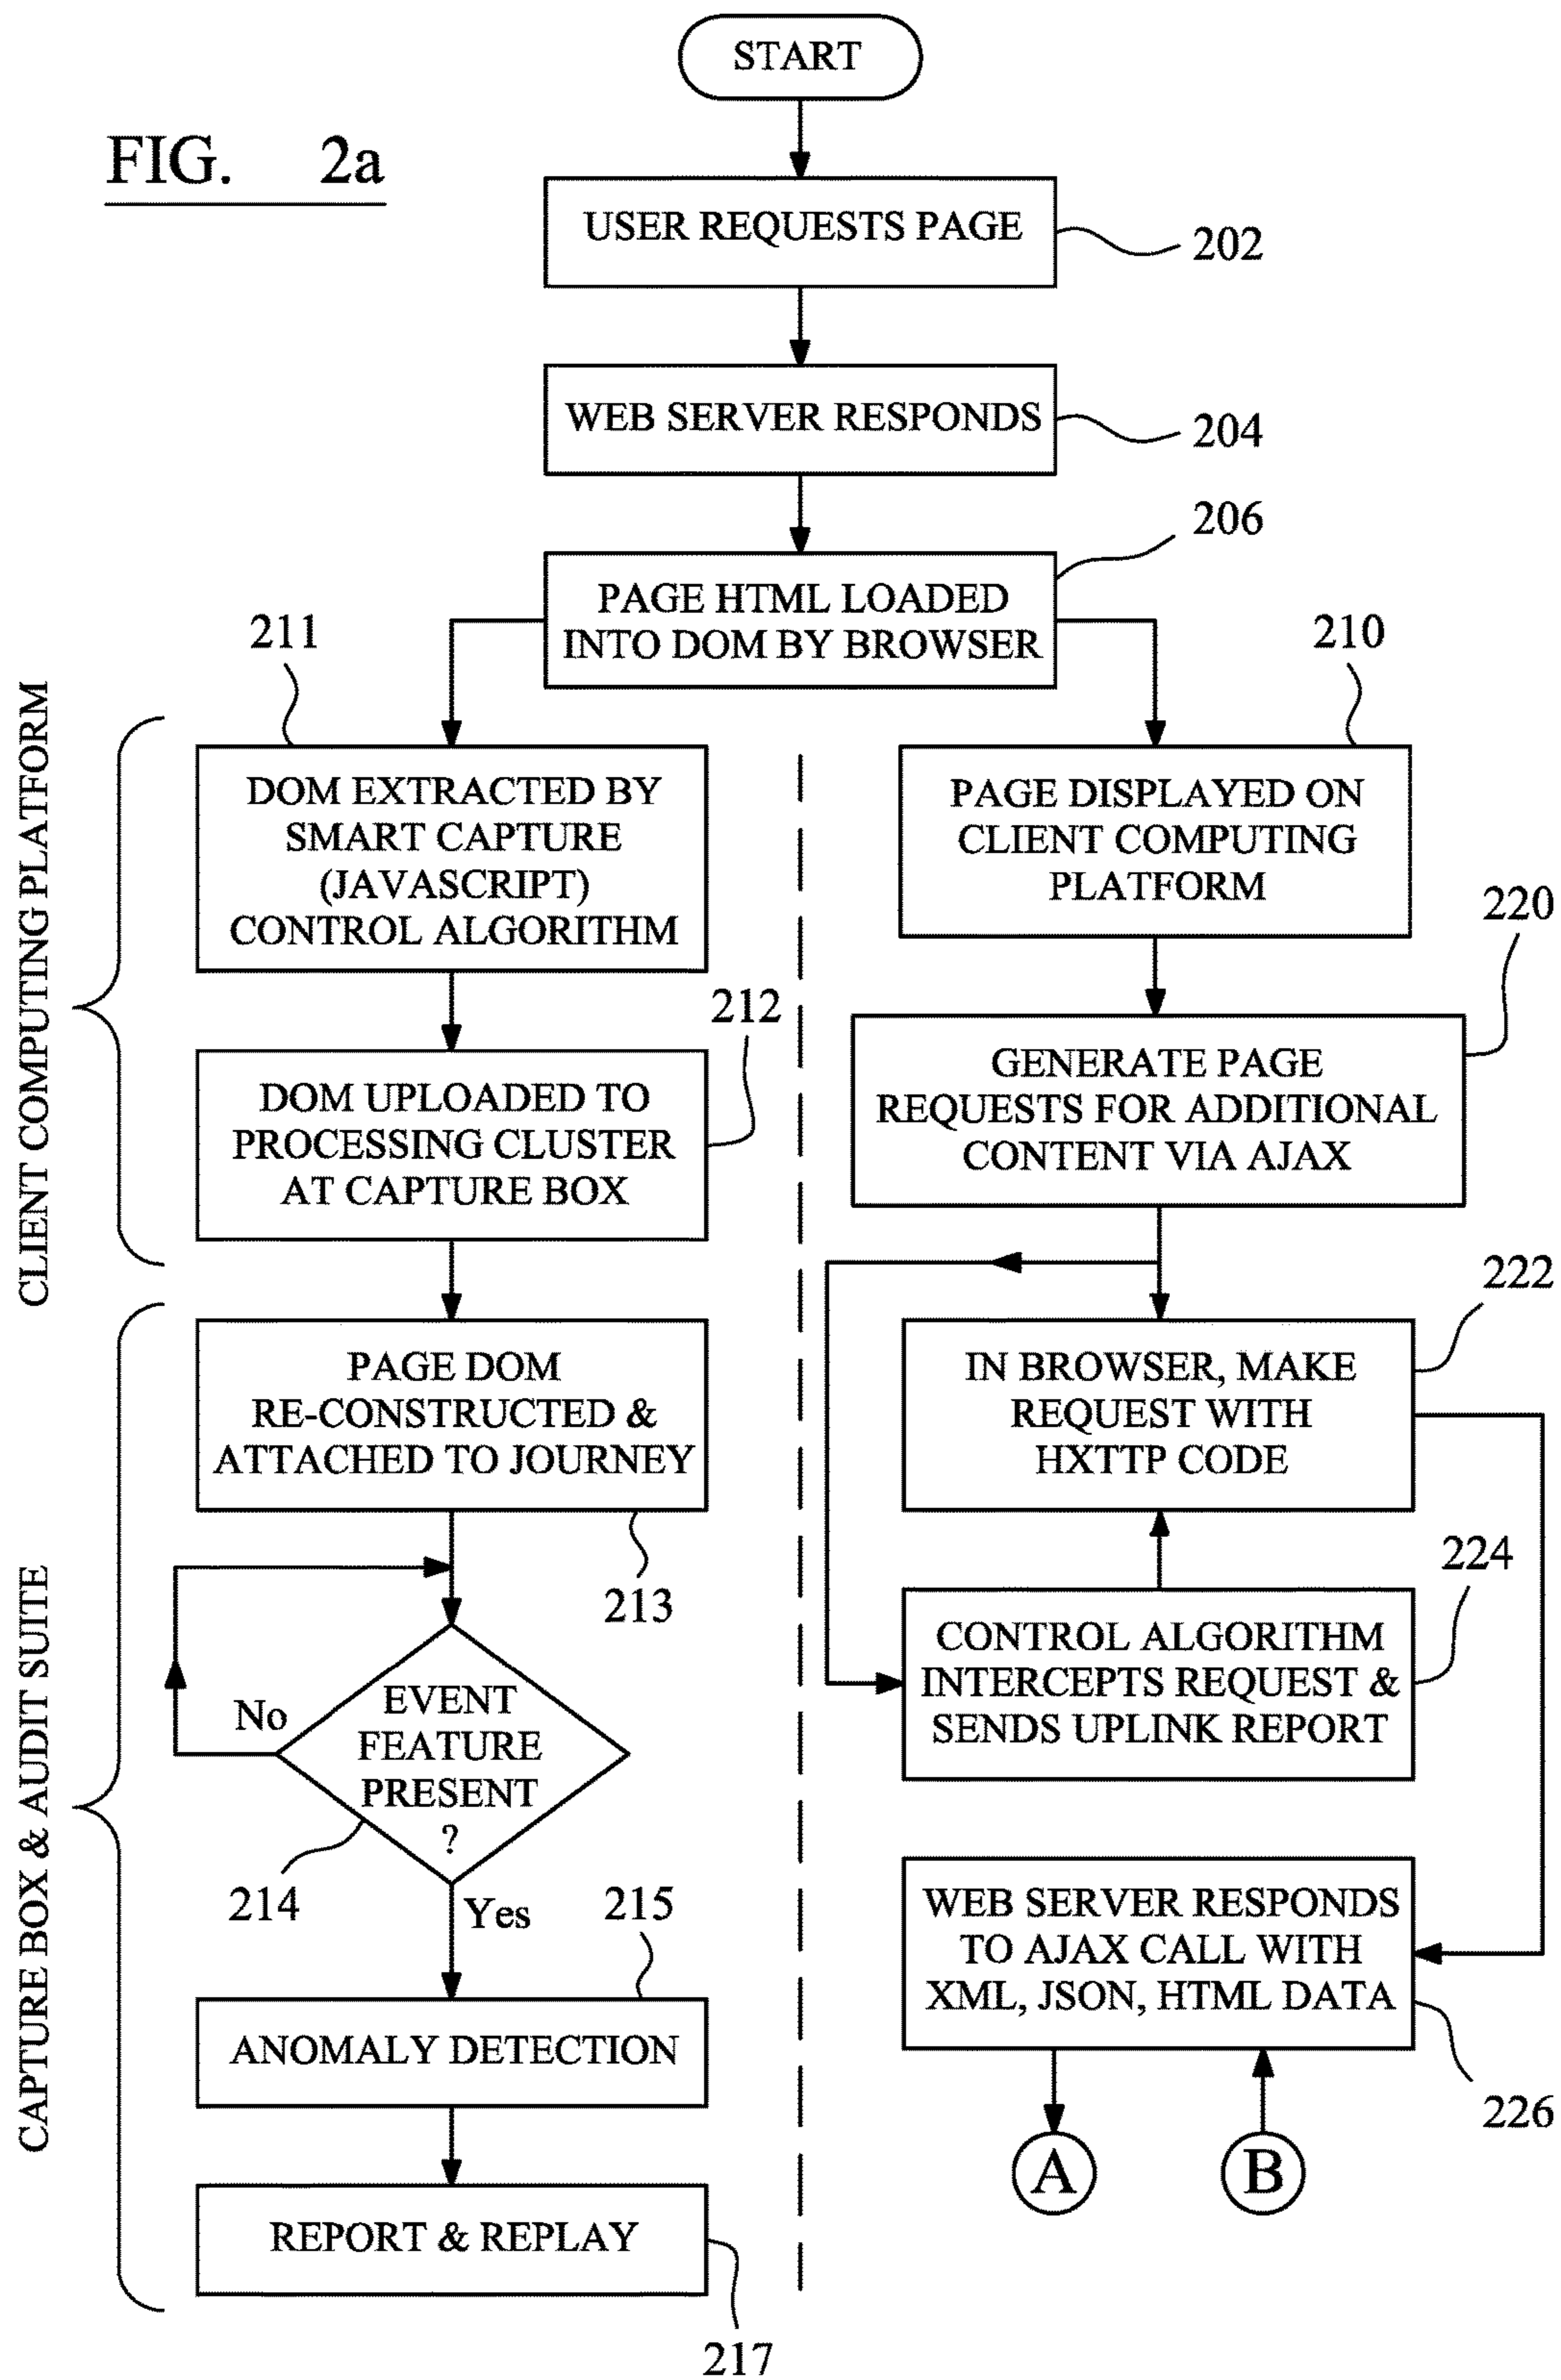 START
FIG. 2a
USER REQUESTS PAGE
202
WEB SERVER RESPONDS
204
206
PAGE HTML LOADED
INTO DOM BY BROWSER
CLIENT COMPUTING PLATFORM
211
DOM EXTRACTED BY
SMART CAPTURE
(JAVASCRIPT)
CONTROL ALGORITHM
212
DOM UPLOADED TO
PROCESSING CLUSTER
AT CAPTURE BOX
CAPTURE BOX & AUDIT SUITE
PAGE DOM
RE-CONSTRUCTED &
ATTACHED TO JOURNEY
213
EVENT
FEATURE
PRESENT
?
No
214
Yes
215
ANOMALY DETECTION
REPORT & REPLAY
217
210
PAGE DISPLAYED ON
CLIENT COMPUTING
PLATFORM
220
GENERATE PAGE
REQUESTS FOR ADDITIONAL
CONTENT VIA AJAX
222
IN BROWSER, MAKE
REQUEST WITH
HXTTP CODE
224
CONTROL ALGORITHM
INTERCEPTS REQUEST &
SENDS UPLINK REPORT
WEB SERVER RESPONDS
TO AJAX CALL WITH
XML, JSON, HTML DATA
226
A
B